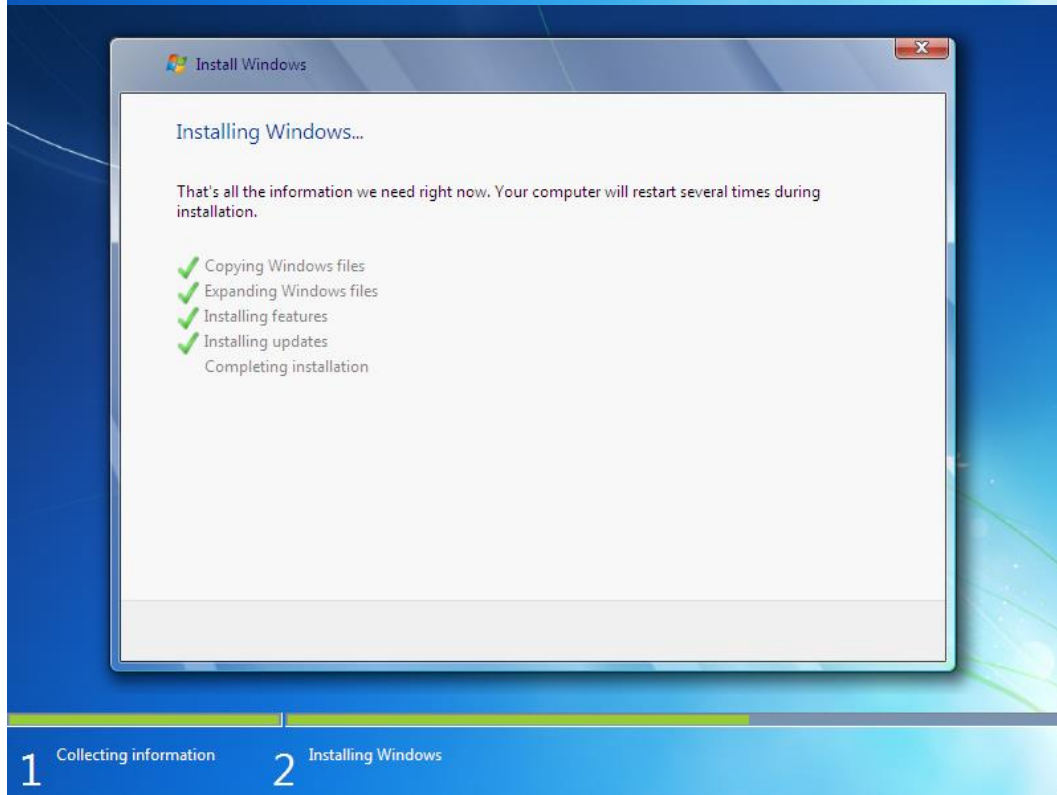 Install Windows
Installing Windows...
That's all the information we need right now. Your computer will restart several times during
installation.
Copying Windows files
Expanding Windows files
Installing features
Installing updates
Completing installation
1 Collecting information 2 Installing Windows